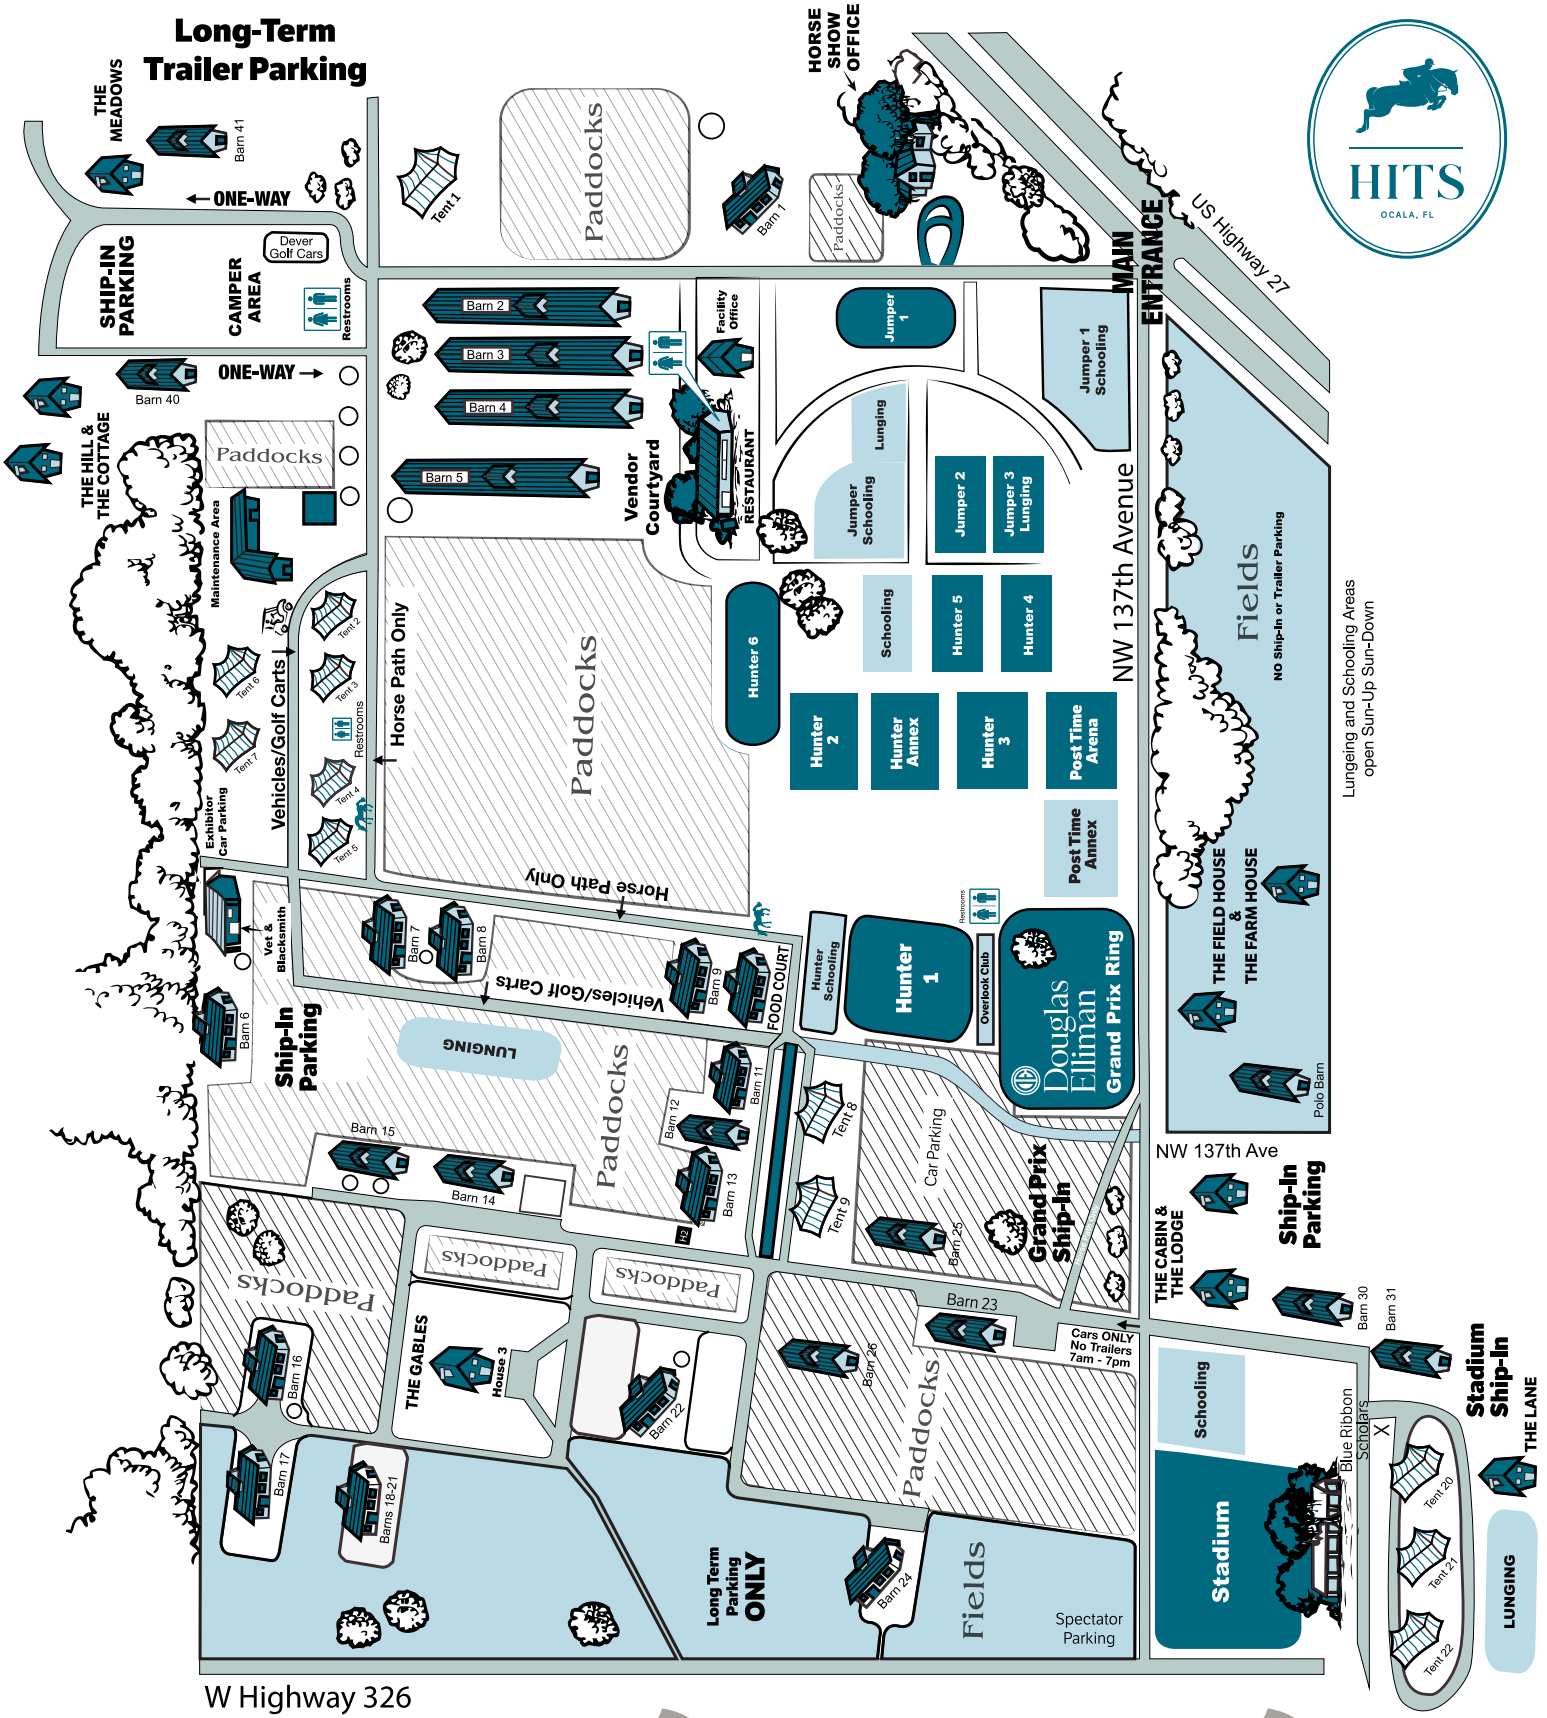 Long-Term
Trailer Parking
THE
MEADOWS
Barn 41
ONE-WAY
Dever
Golf Cars
SHIP-IN
PARKING
CAMPER
AREA
Restrooms
ONE-WAY
Barn 40
THE HILL &
THE COTTAGE
Paddocks
Maintenance Area
Tent 1
Paddocks
Barn 1
Paddocks
HORSE
SHOW
OFFICE
MAIN
ENTRANCE
US Highway 27
HITS
OCALA, FL
Barn 2
Barn 3
Barn 4
Barn 5
Facility
Office
Vendor
Courtyard
RESTAURANT
Jumper
1
Jumper 1
Schooling
Lunging
Jumper
Schooling
Jumper 2
Jumper 3
Lunging
NW 137th Avenue
Fields
NO Ship-In or Trailer Parking
Lungeing and Schooling Areas
open Sun-Up Sun-Down
Schooling
Hunter 5
Hunter 4
Hunter 6
Hunter
2
Hunter
Annex
Hunter
3
Post Time
Arena
Post Time
Annex
Paddocks
Horse Path Only
Vehicles/Golf Carts
Tent 2
Tent 3
Restrooms
Tent 4
Tent 5
Tent 6
Tent 7
Exhibitor
Car Parking
Vet &
Blacksmith
Barn 6
Ship-In
Parking
Horse Path Only
Barn 7
Barn 8
Vehicles/Golf Carts
Barn 9
FOOD COURT
Hunter
Schooling
Hunter
1
Overlook Club
Restrooms
Douglas
Elliman
Grand Prix Ring
THE FIELD HOUSE
&
THE FARM HOUSE
Polo Barn
LUNGING
Paddocks
Barn 11
Barn 12
Barn 13
H2
Barn 15
Barn 14
Tent 8
Tent 9
Car Parking
Barn 25
Grand Prix
Ship-In
NW 137th Ave
THE CABIN &
THE LODGE
Ship-In
Parking
Barn 30
Barn 31
Paddocks
Paddocks
Paddocks
Barn 16
THE GABLES
House 3
Barn 22
Barn 26
Barn 23
Paddocks
Cars ONLY
No Trailers
7am - 7pm
Schooling
Blue Ribbon
Scholars
X
Stadium
Ship-In
THE LANE
Barn 17
Barns 18-21
Long Term
Parking
ONLY
Barn 24
Fields
Spectator
Parking
Stadium
Tent 20
Tent 21
Tent 22
LUNGING
W Highway 326